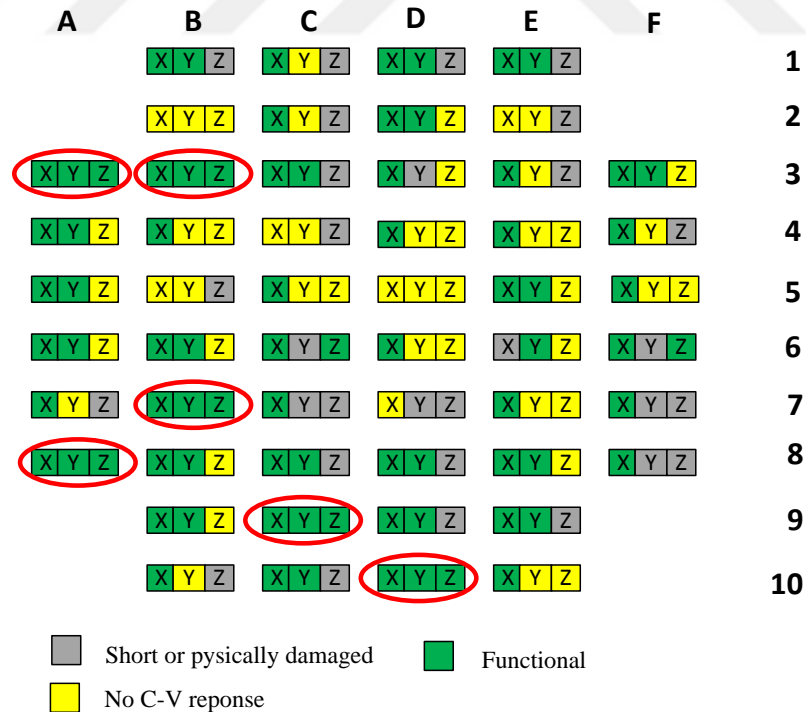 A B C D E F
X Y Z X Y Z X Y Z X Y Z 1
X Y Z X Y Z X Y Z X Y Z 2
X Y Z X Y Z X Y Z X Y Z X Y Z X Y Z 3
X Y Z X Y Z X Y Z X Y Z X Y Z X Y Z 4
X Y Z X Y Z X Y Z X Y Z X Y Z X Y Z 5
X Y Z X Y Z X Y Z X Y Z X Y Z X Y Z 6
X Y Z X Y Z X Y Z X Y Z X Y Z X Y Z 7
X Y Z X Y Z X Y Z X Y Z X Y Z X Y Z 8
X Y Z X Y Z X Y Z X Y Z 9
X Y Z X Y Z X Y Z X Y Z 10
Short or pysically damaged Functional
No C-V reponse